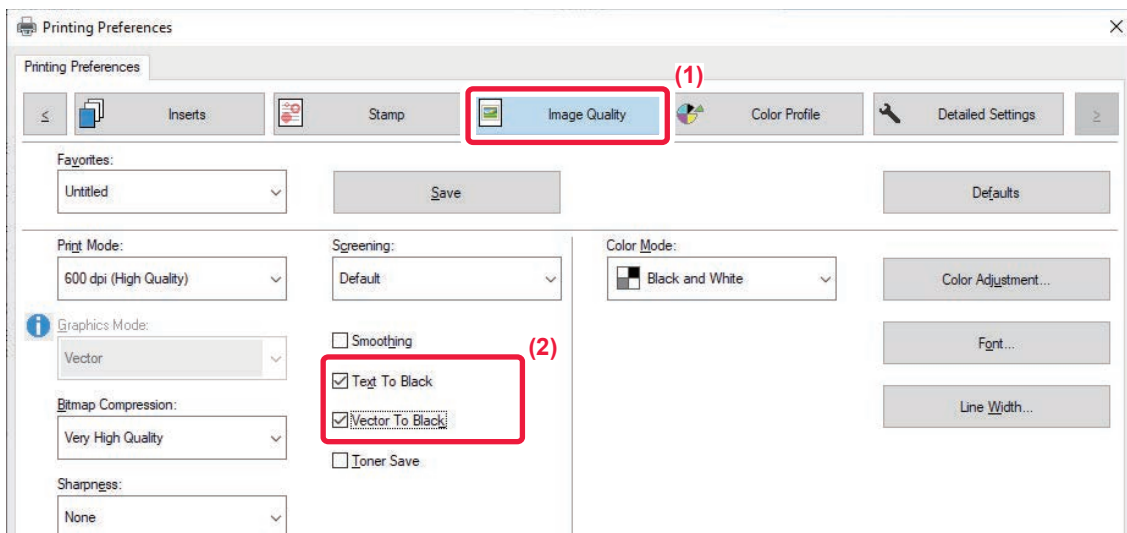 Printing Preferences
Printing Preferences
(1)
≤ Inserts Stamp Image Quality Color Profile Detailed Settings ≥
Favorites:
Untitled Save Defaults
Print Mode: Screening: Color Mode:
600 dpi (High Quality) Default Black and White Color Adjustment...
Graphics Mode:
Vector
Smoothing
(2)
Font...
Text To Black
Bitmap Compression:
Very High Quality
Vector To Black
Line Width...
Toner Save
Sharpness:
None